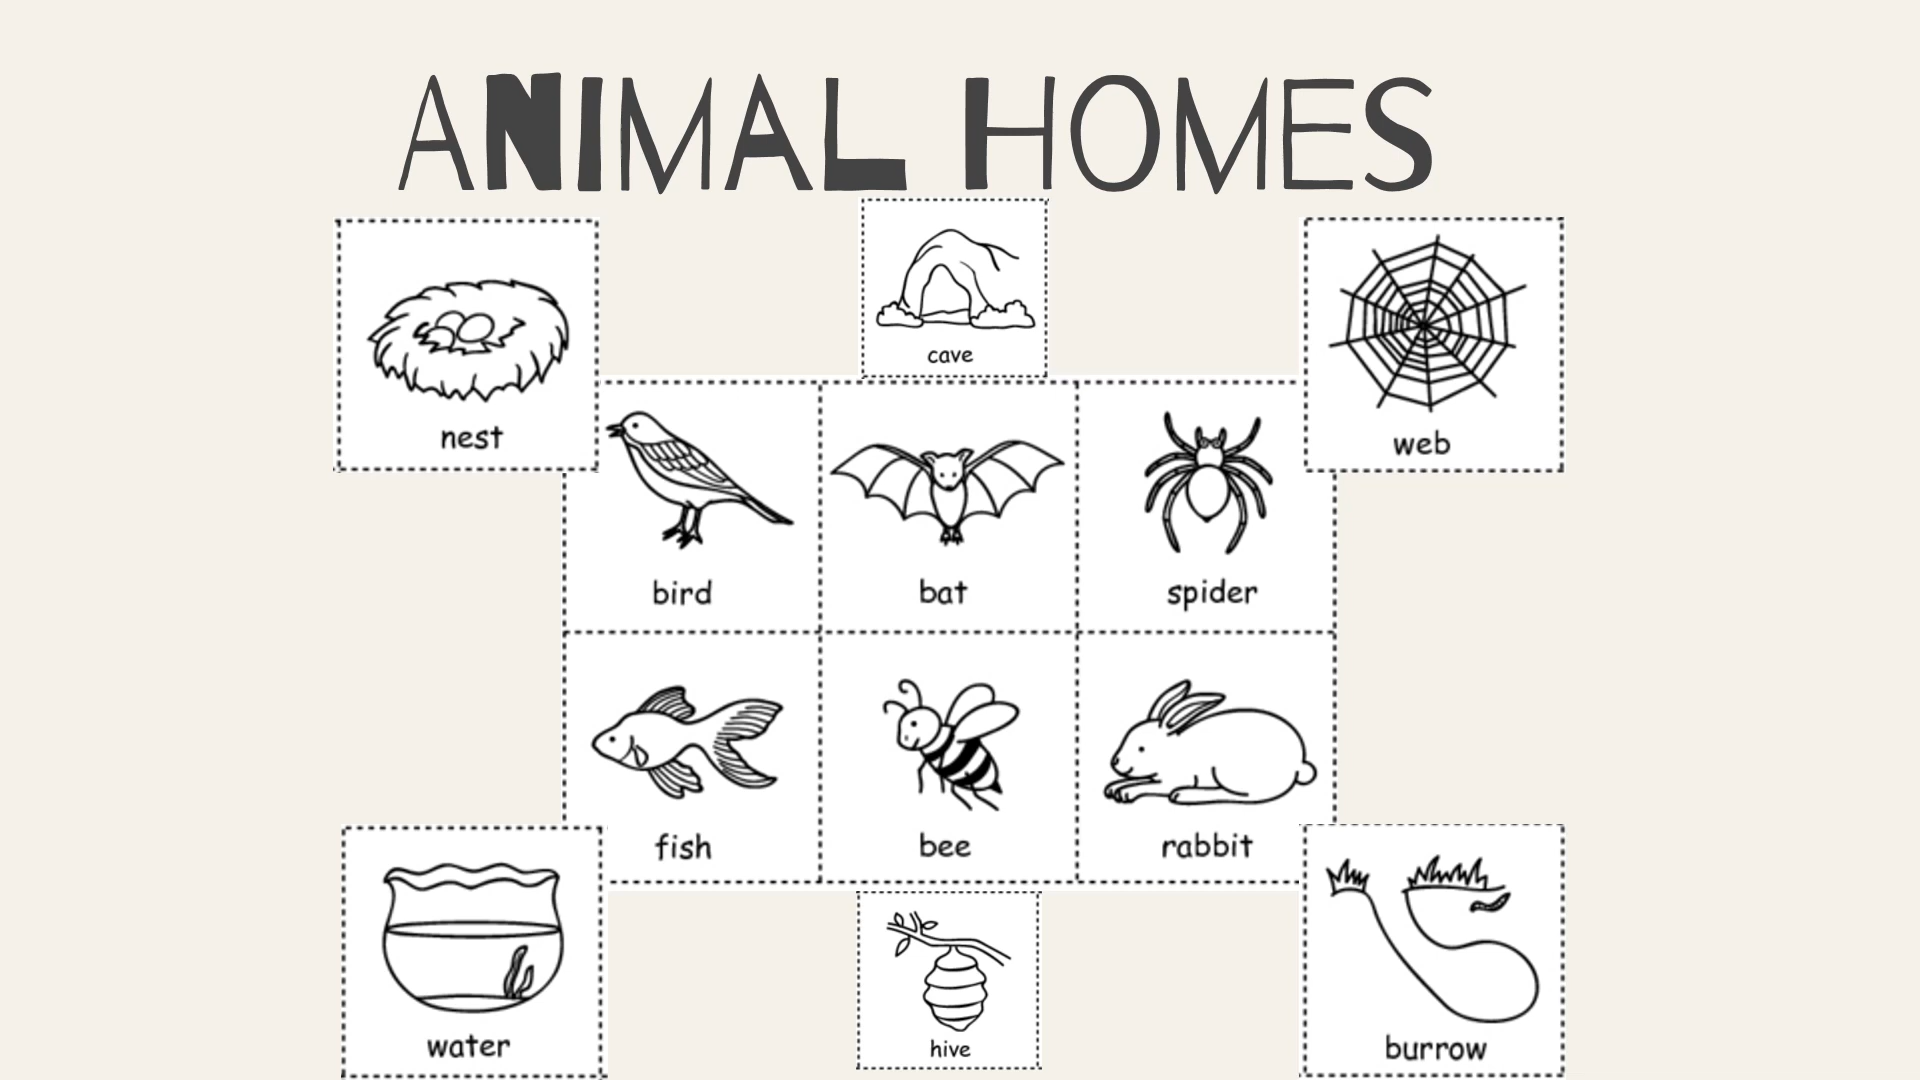 ANIMAL HOMES
cave
nest
web
bird
bat
spider
fish
bee
rabbit
water
hive
burrow